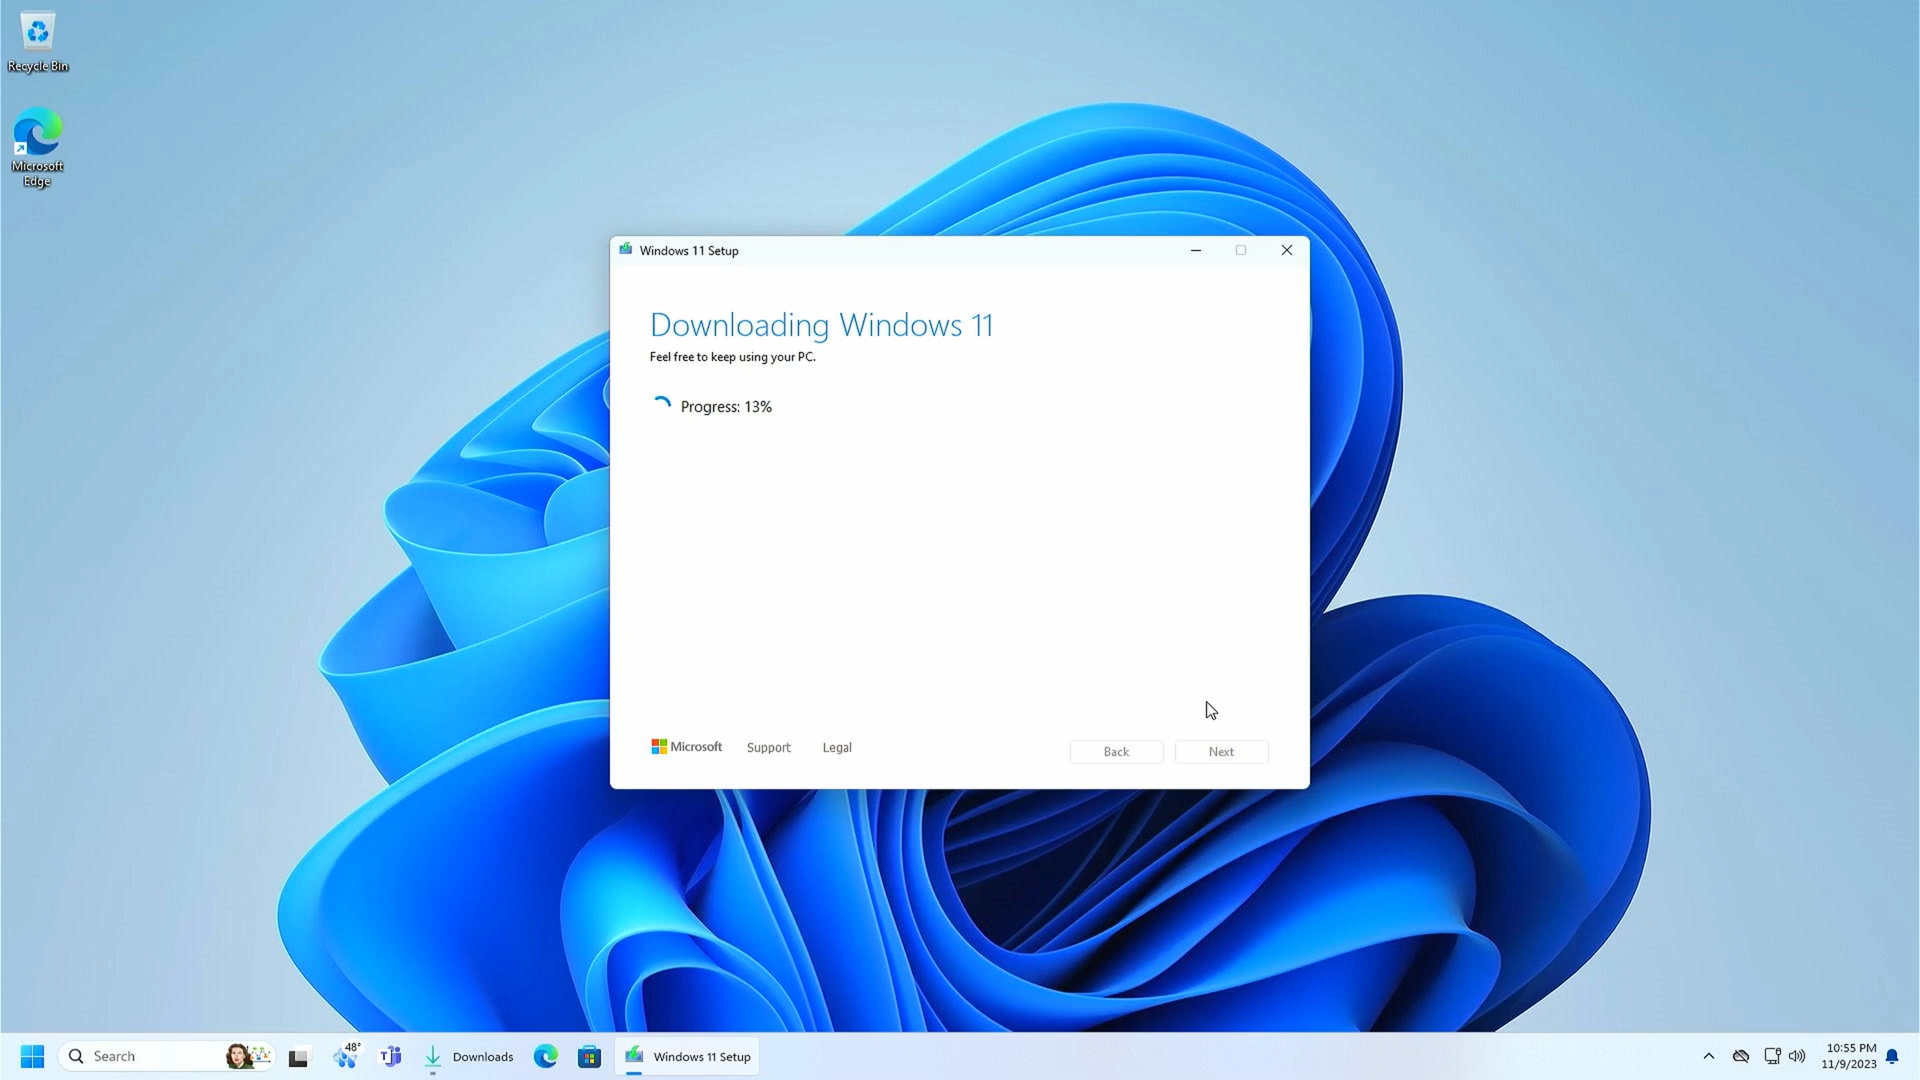 Recycle Bin
Microsoft
Edge
Windows 11 Setup
Downloading Windows 11
Feel free to keep using your PC.
Progress: 13%
Microsoft
Support
Legal
Back
Next
Search
48°
Downloads
Windows 11 Setup
10:55 PM
11/9/2023